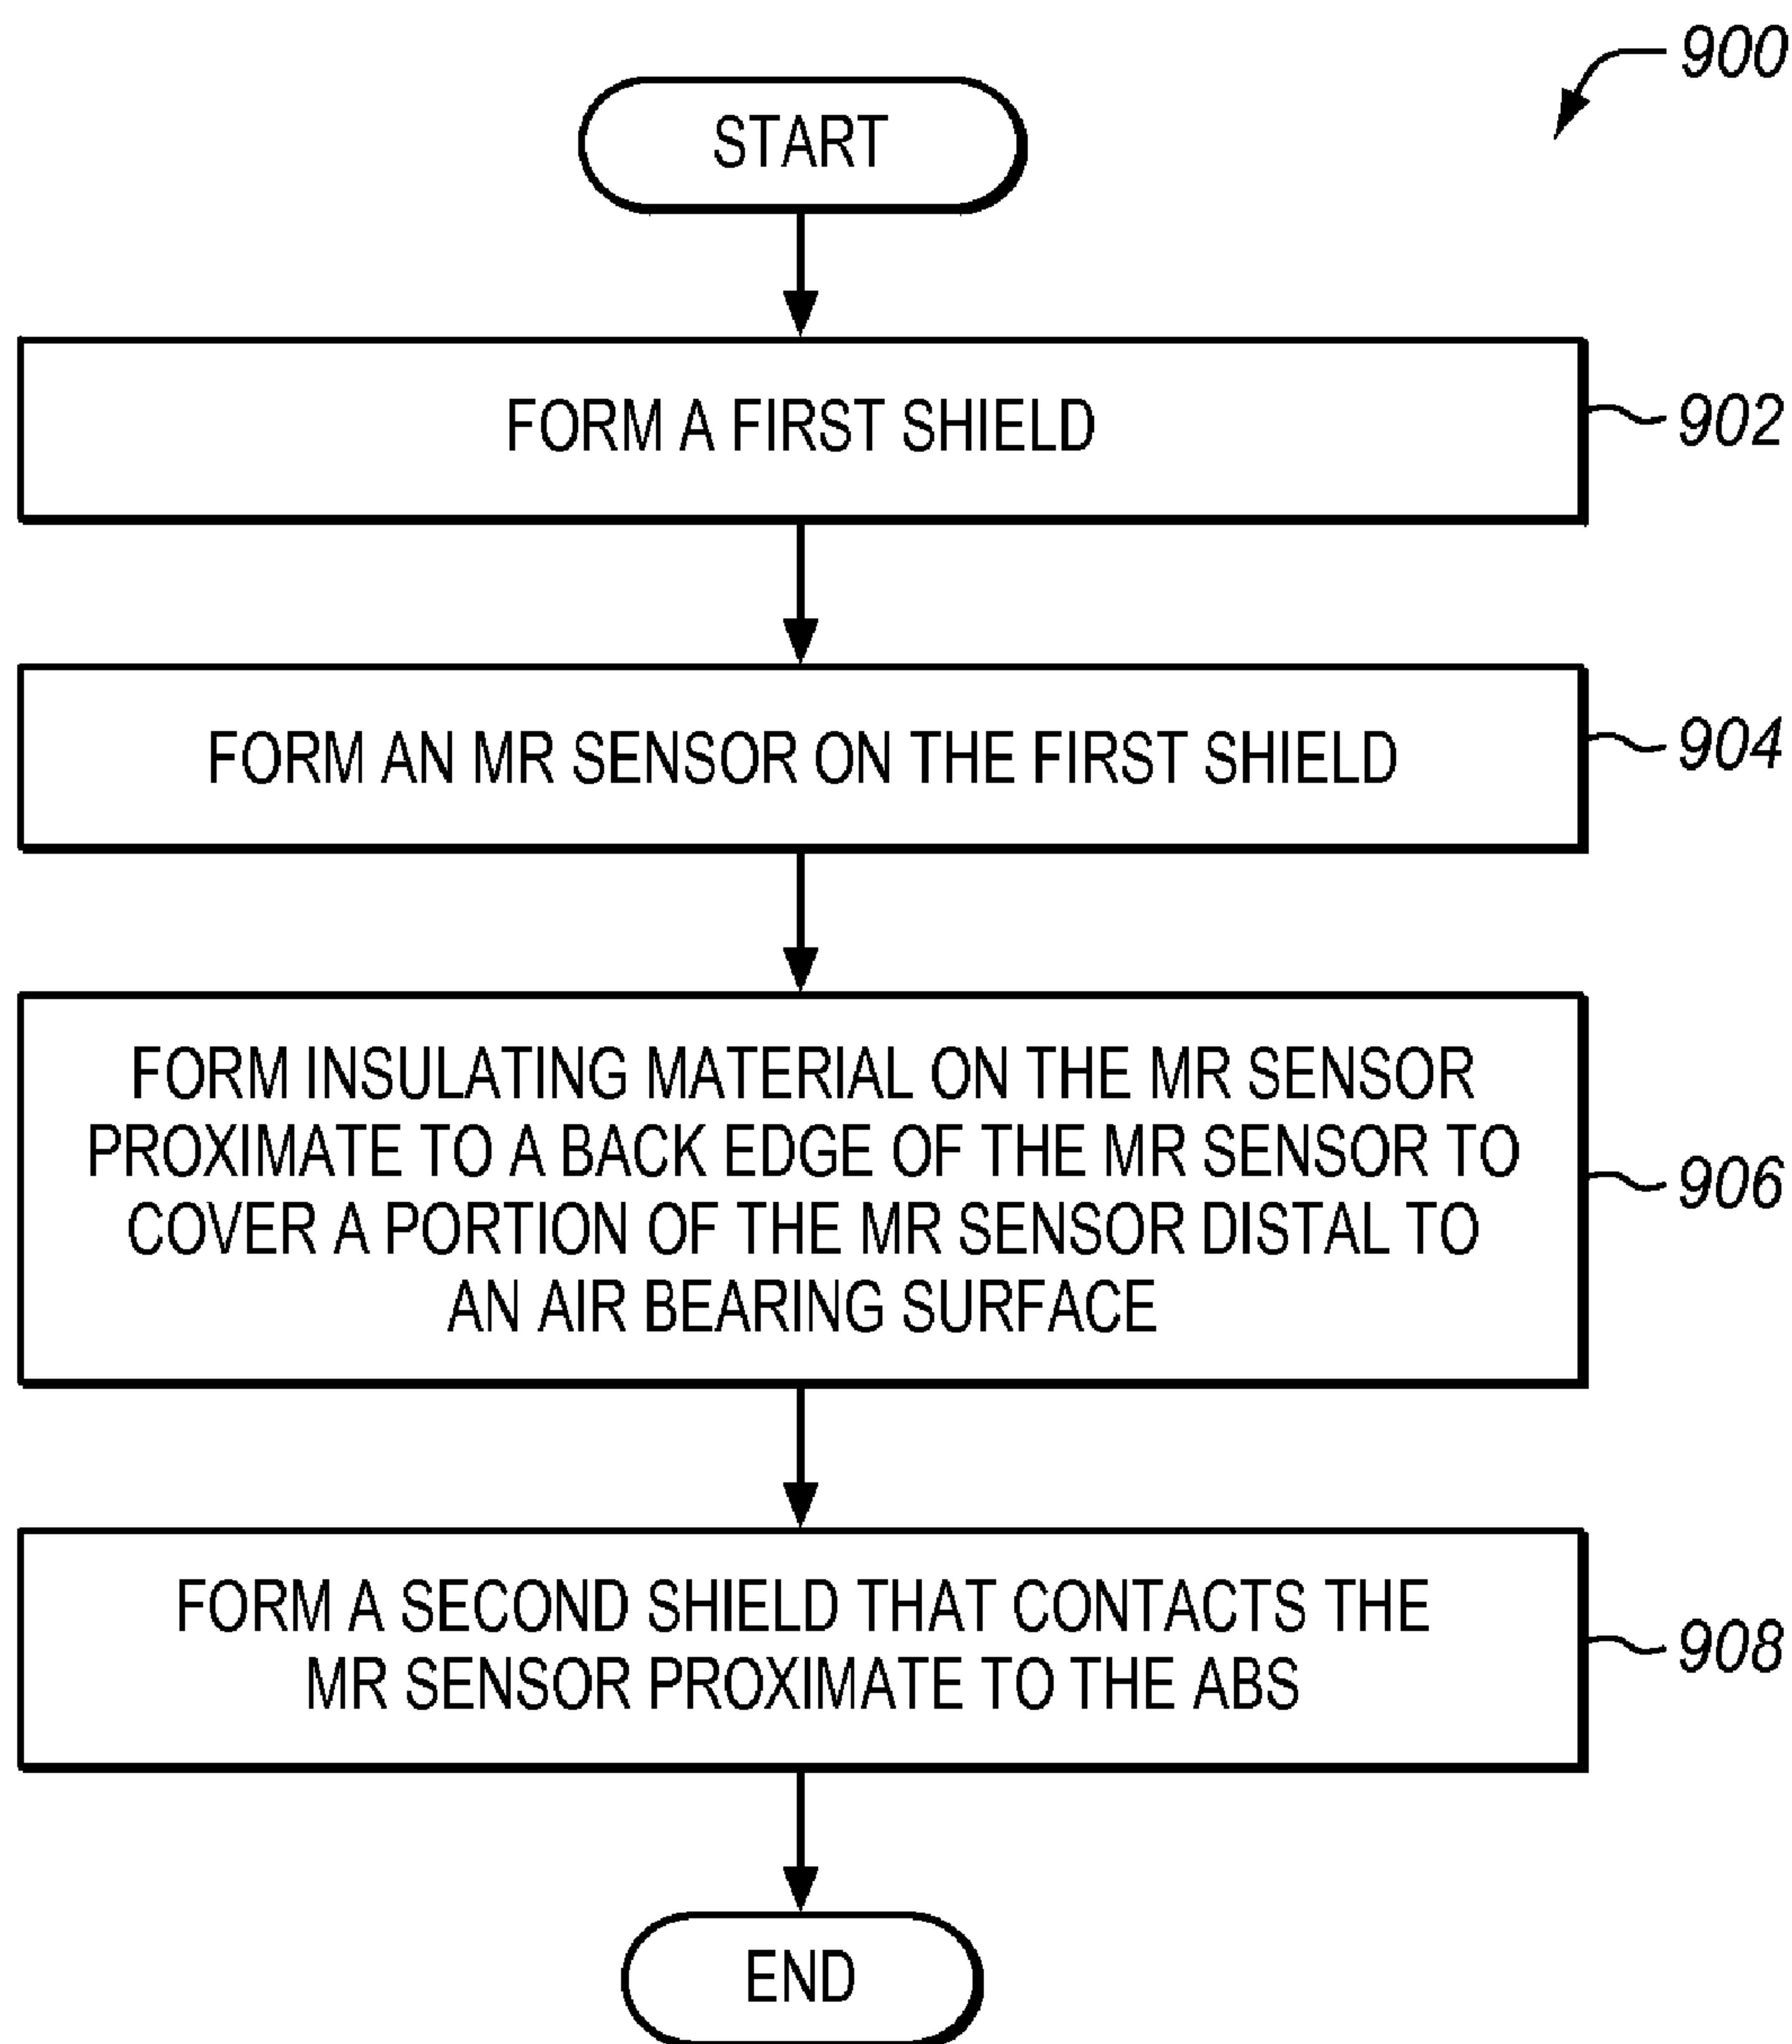 900
START
FORM A FIRST SHIELD
902
FORM AN MR SENSOR ON THE FIRST SHIELD
904
FORM INSULATING MATERIAL ON THE MR SENSOR
PROXIMATE TO A BACK EDGE OF THE MR SENSOR TO
COVER A PORTION OF THE MR SENSOR DISTAL TO
AN AIR BEARING SURFACE
906
FORM A SECOND SHIELD THAT CONTACTS THE
MR SENSOR PROXIMATE TO THE ABS
908
END